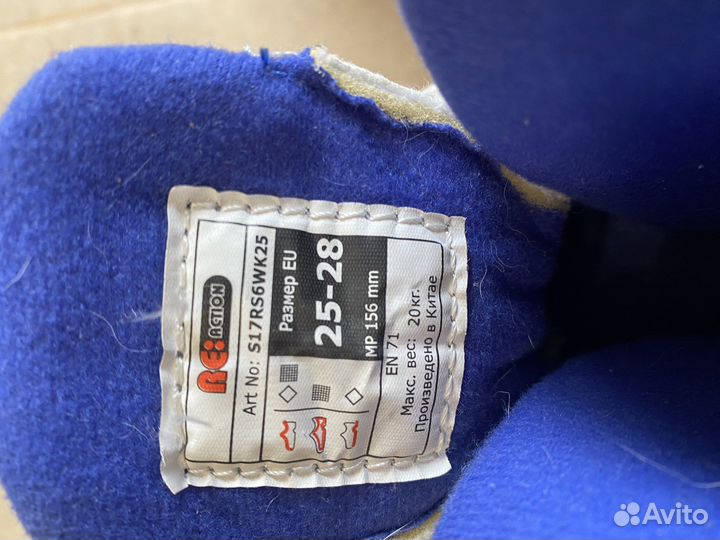 RE:ACTION
Art No: S17RS6WK25
Размер EU
25-28
MP 156 mm
EN 71
Макс. вес: 20кг.
Произведено в Китае
Avito